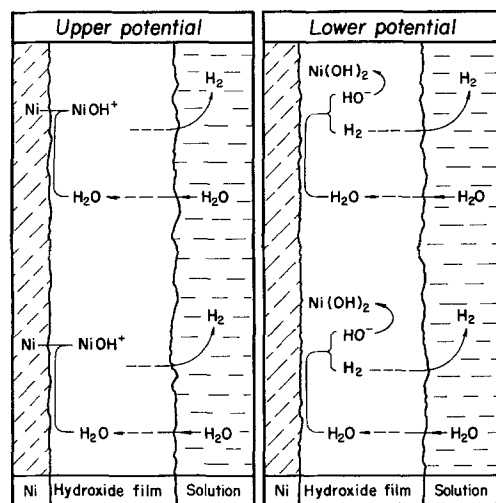 Upper potential
H2
Ni NiOH+
H2O H2O
H2
Ni NiOH+
H2O H2O
Ni Hydroxide film Solution
Lower potential
Ni(OH)2 H2
HO−
H2
H2O H2O
Ni(OH)2 H2
HO−
H2
H2O H2O
Ni Hydroxide film Solution